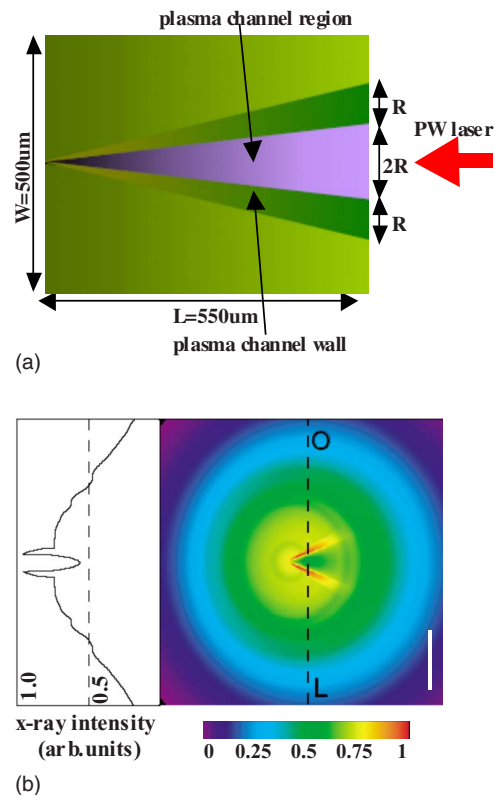 plasma channel region
W=500um
R
PW laser
2R
R
L=550um
plasma channel wall
(a)
O
L
1.0
0.5
x-ray intensity
(arb.units)
0 0.25 0.5 0.75 1
(b)